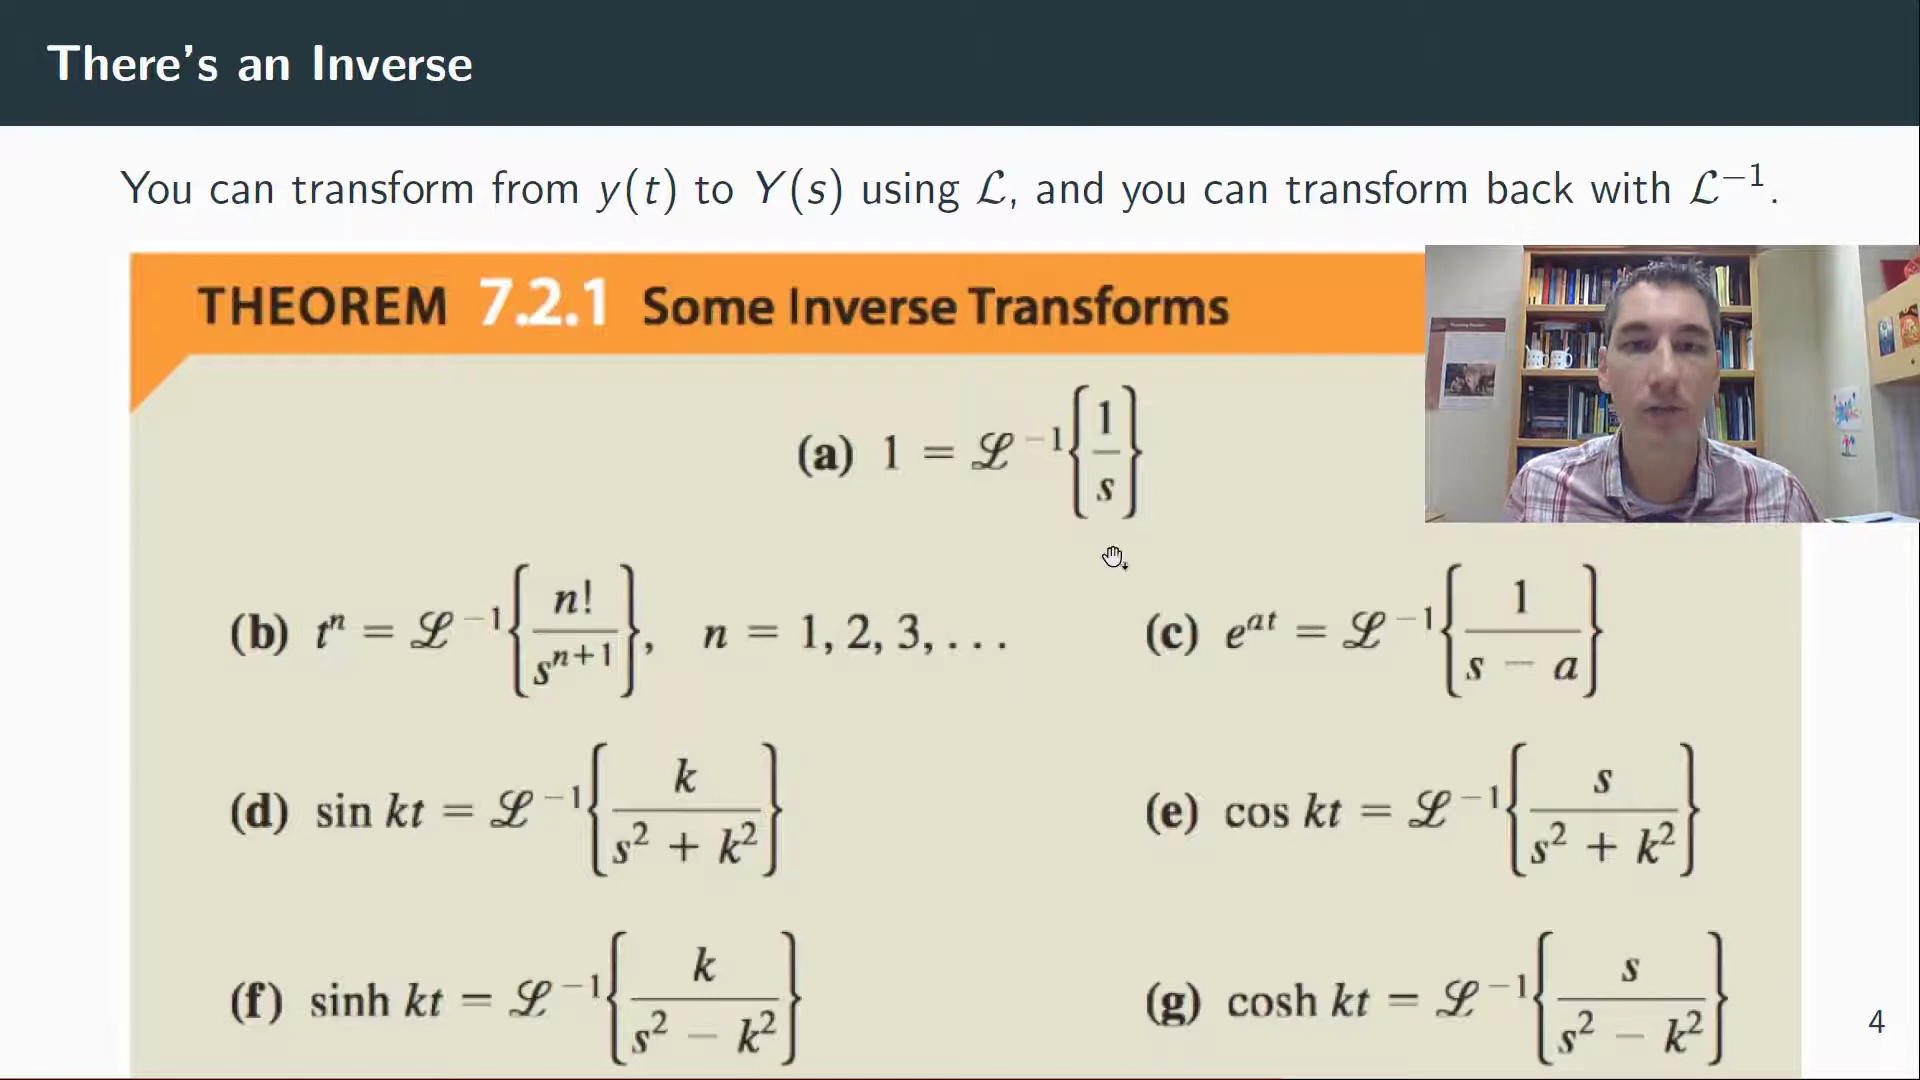 There's an Inverse
You can transform from y(t) to Y(s) using ℒ, and you can transform back with ℒ⁻¹.
THEOREM 7.2.1 Some Inverse Transforms
(a) 1 = ℒ⁻¹{1/s}
(b) tⁿ = ℒ⁻¹{n!/sⁿ⁺¹}, n = 1, 2, 3, . . .
(c) eᵃᵗ = ℒ⁻¹{1/(s − a)}
(d) sin kt = ℒ⁻¹{k/(s² + k²)}
(e) cos kt = ℒ⁻¹{s/(s² + k²)}
(f) sinh kt = ℒ⁻¹{k/(s² − k²)}
(g) cosh kt = ℒ⁻¹{s/(s² − k²)}
4